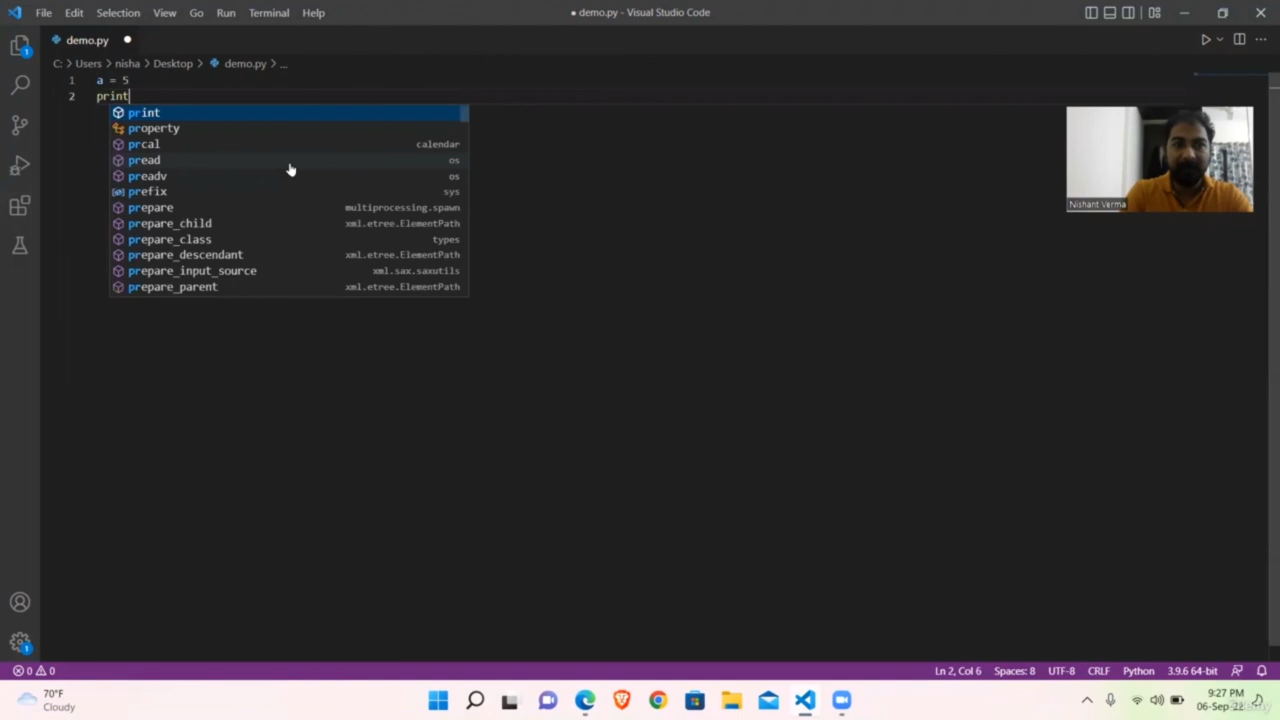 File Edit Selection View Go Run Terminal Help
● demo.py - Visual Studio Code
demo.py ●
C: > Users > nisha > Desktop > demo.py > ...
1 a = 5
2 print
print
property
prcal calendar
pread os
preadv os
prefix sys
prepare multiprocessing.spawn
prepare_child xml.etree.ElementPath
prepare_class types
prepare_descendant xml.etree.ElementPath
prepare_input_source xml.sax.saxutils
prepare_parent xml.etree.ElementPath
Nishant Verma
1
1
0 0 Ln 2, Col 6 Spaces: 8 UTF-8 CRLF Python 3.9.6 64-bit
70°F
Cloudy
9:27 PM
06-Sep-22